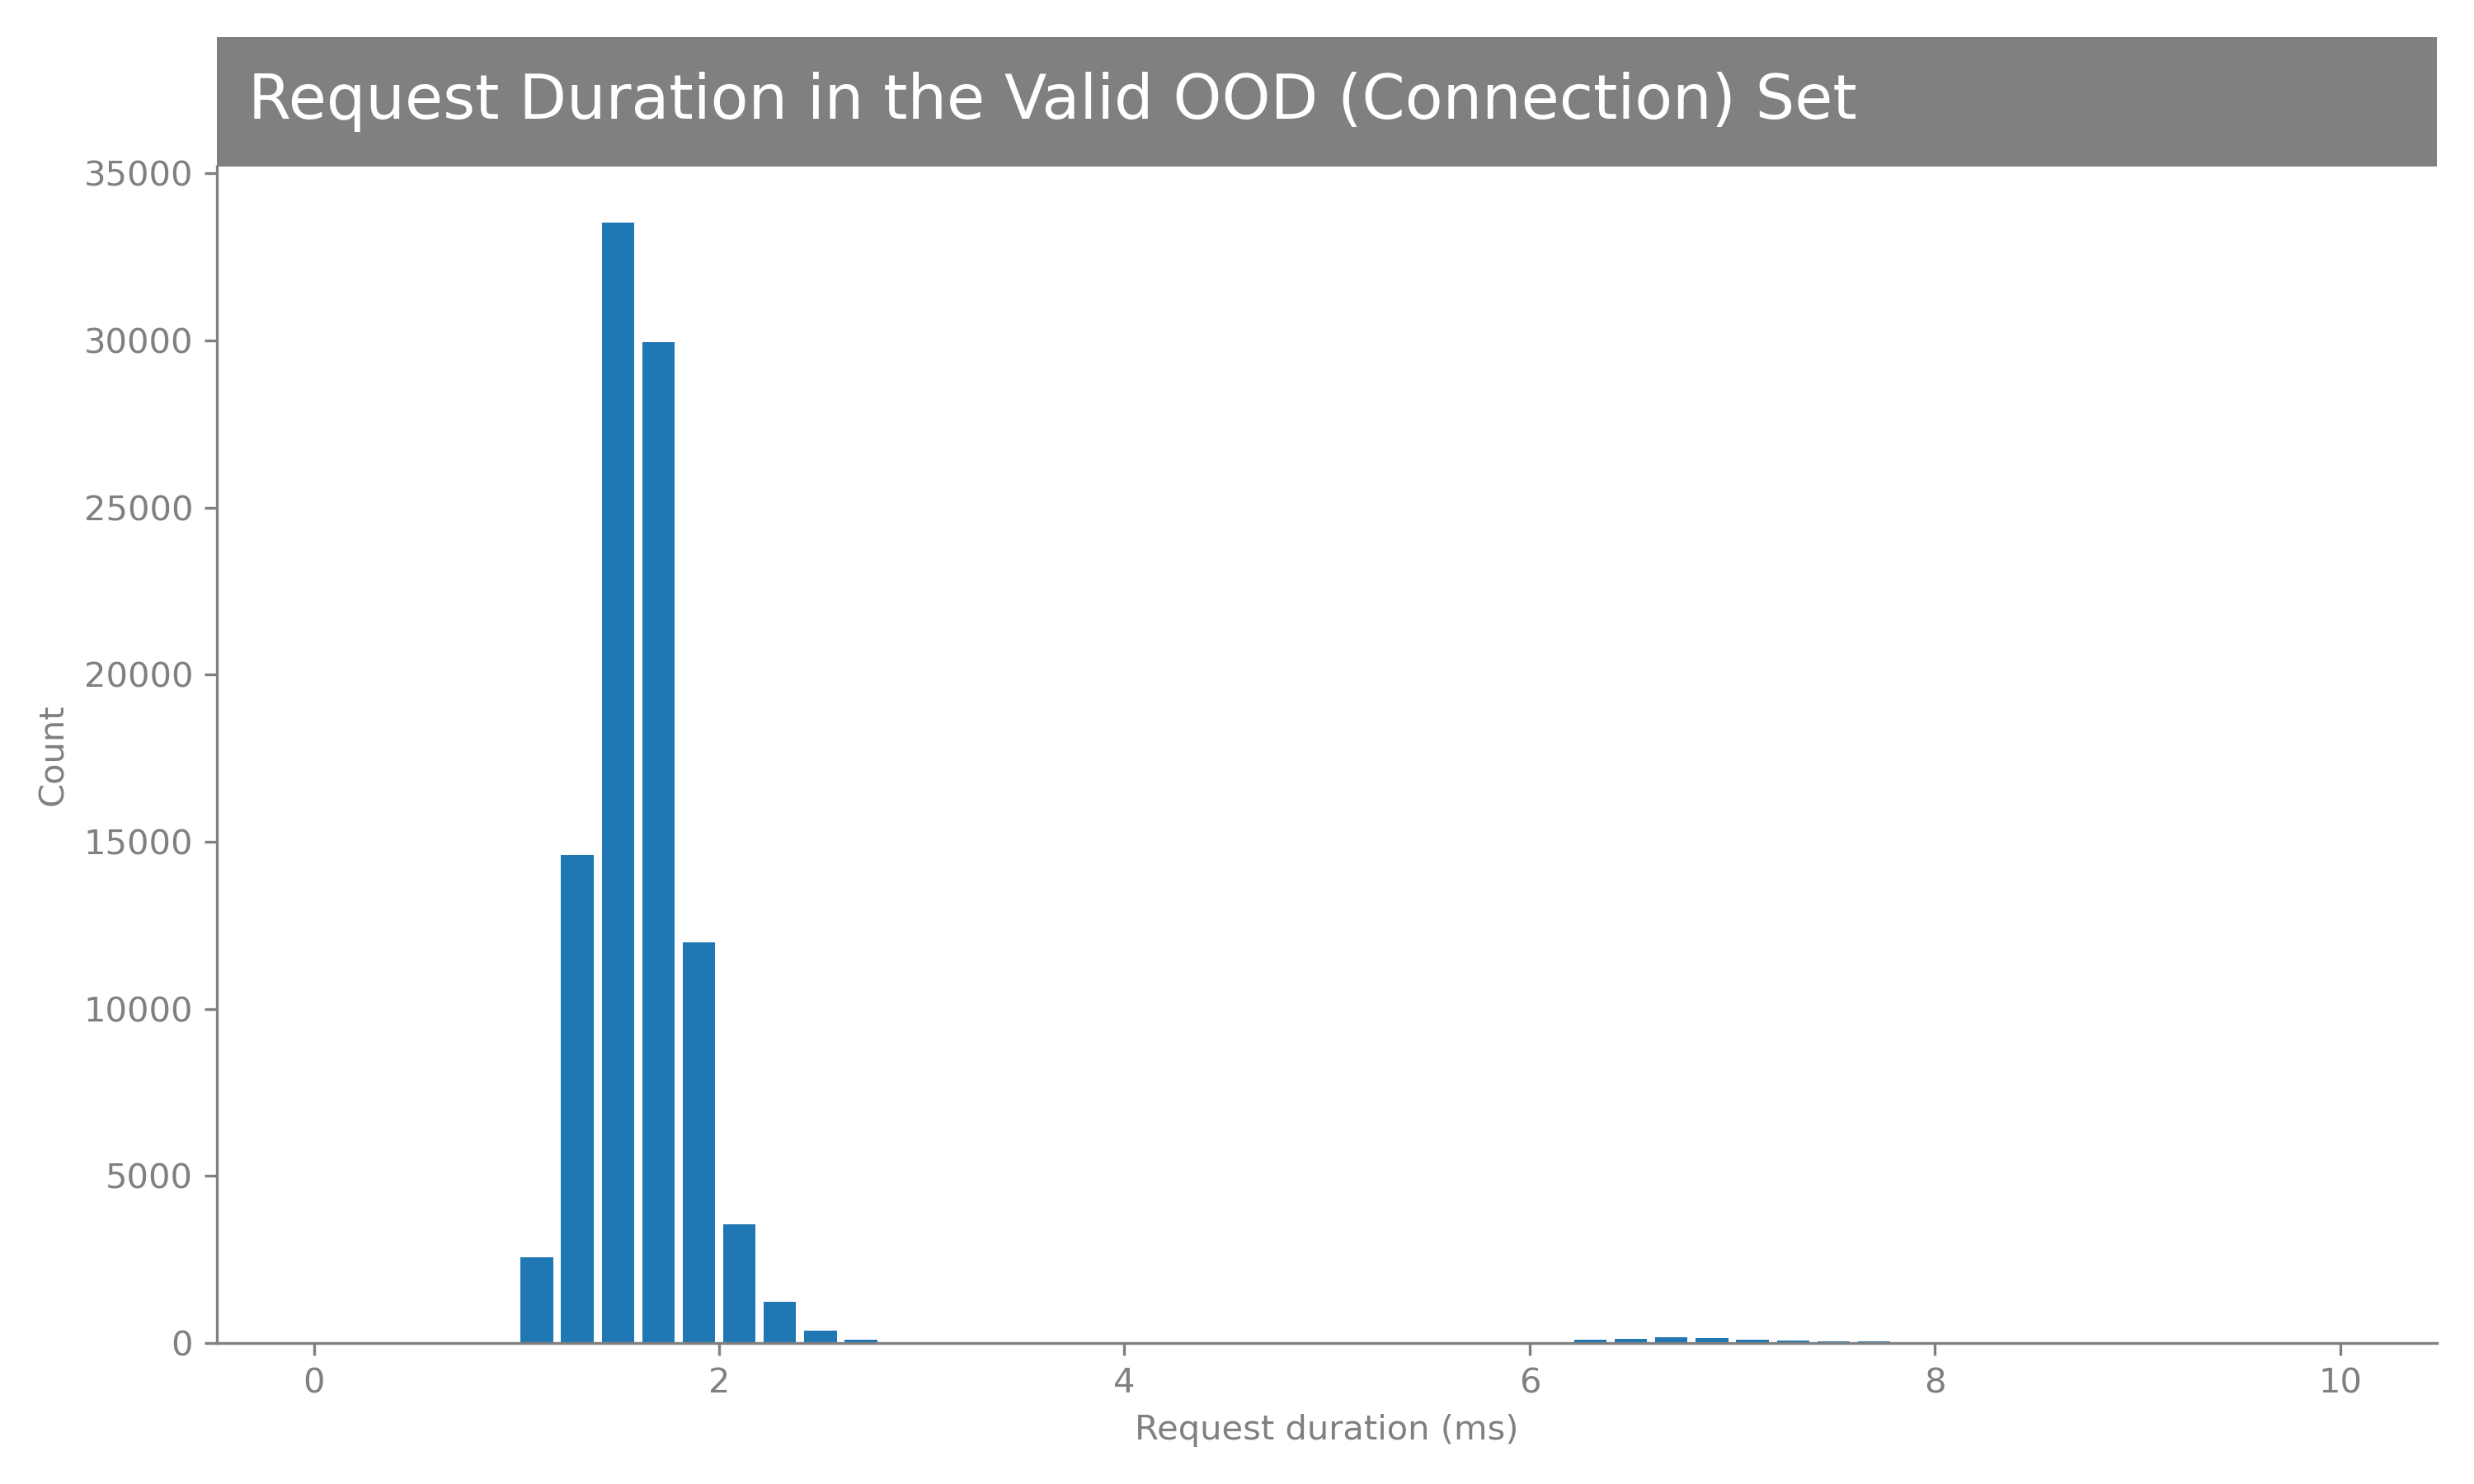 Request Duration in the Valid OOD (Connection) Set
35000
30000
25000
20000
15000
10000
5000
0
Count
0 2 4 6 8 10
Request duration (ms)